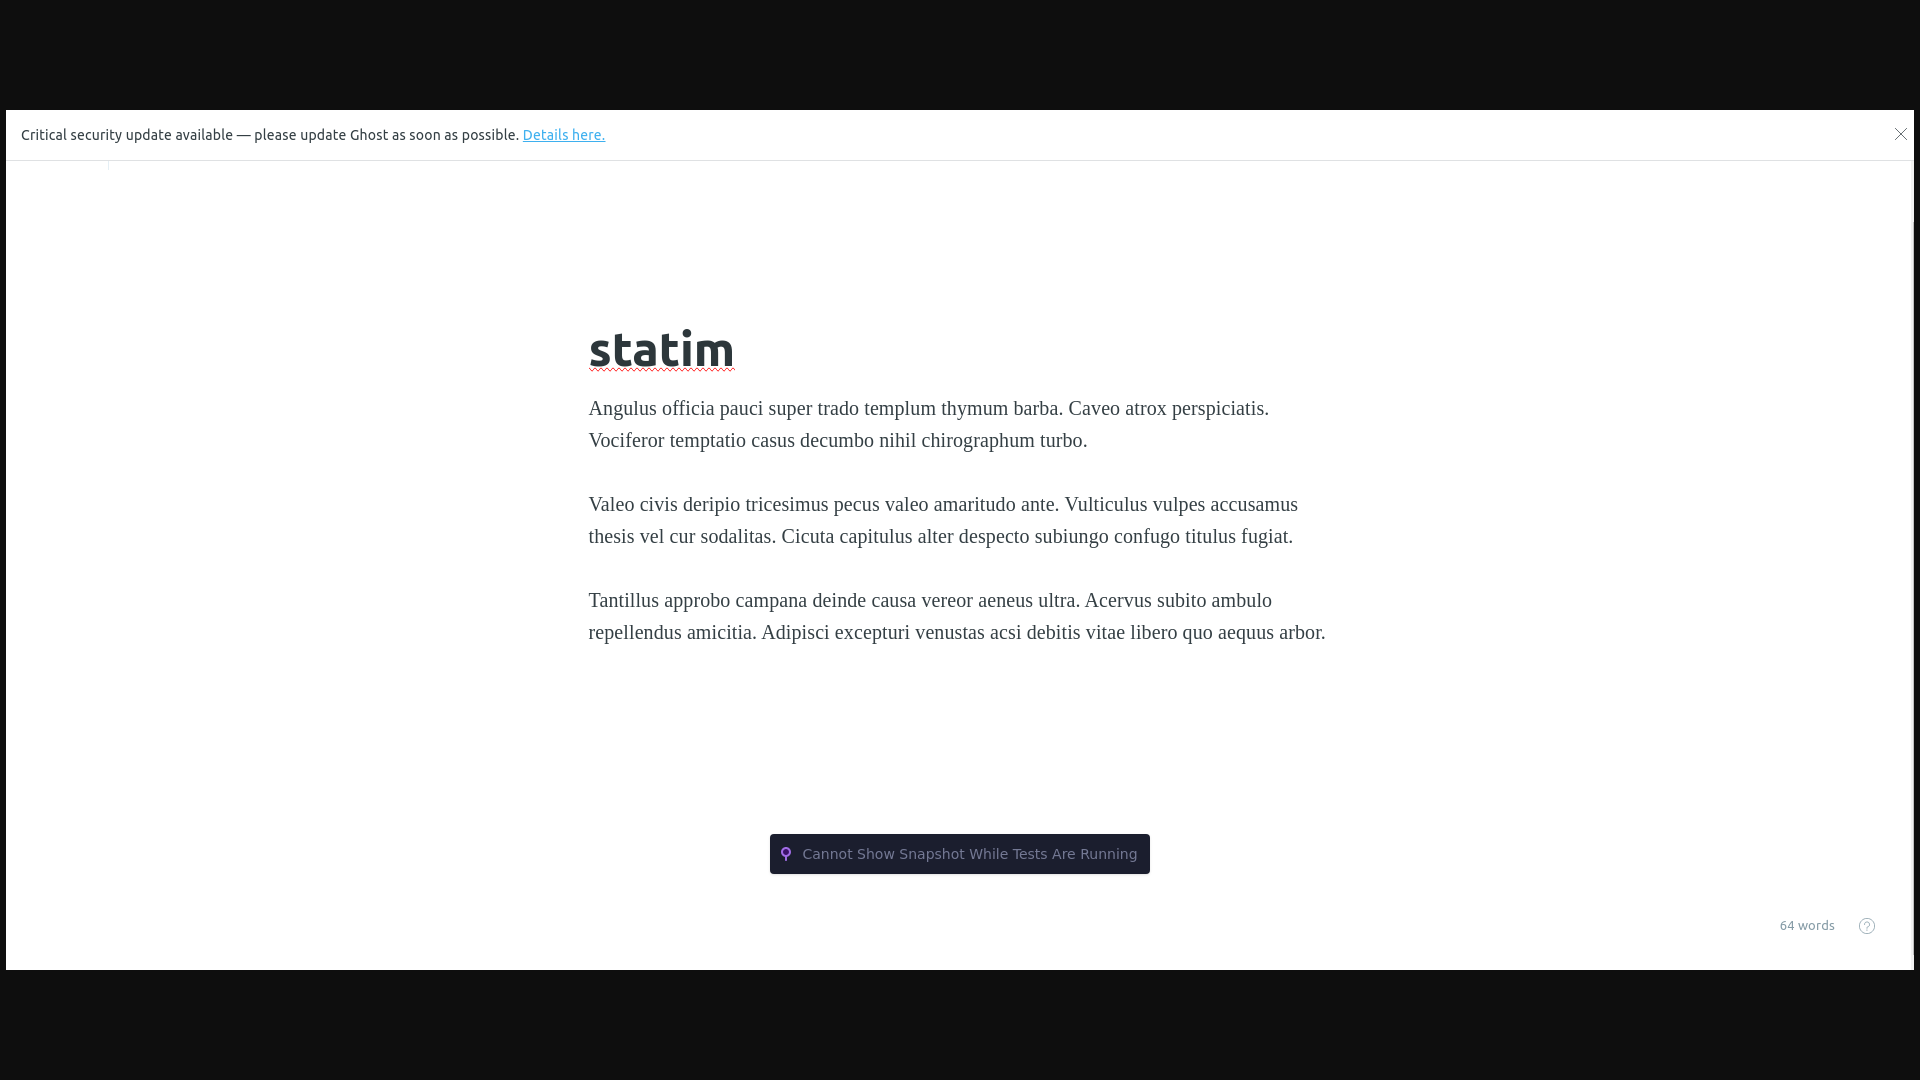 Critical security update available — please update Ghost as soon as possible. Details here.
statim
Angulus officia pauci super trado templum thymum barba. Caveo atrox perspiciatis.
Vociferor temptatio casus decumbo nihil chirographum turbo.
Valeo civis deripio tricesimus pecus valeo amaritudo ante. Vulticulus vulpes accusamus
thesis vel cur sodalitas. Cicuta capitulus alter despecto subiungo confugo titulus fugiat.
Tantillus approbo campana deinde causa vereor aeneus ultra. Acervus subito ambulo
repellendus amicitia. Adipisci excepturi venustas acsi debitis vitae libero quo aequus arbor.
Cannot Show Snapshot While Tests Are Running
64 words